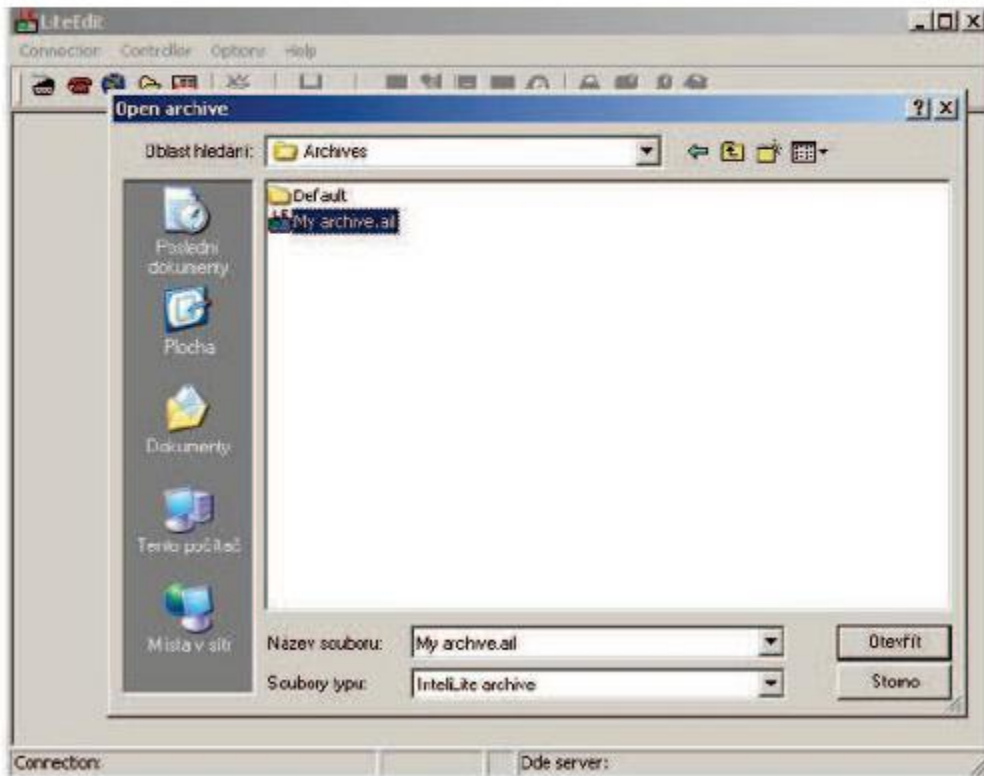 LiteEdit
Connection Controller Options Help
Open archive
Oblast hledání: Archives
Default
My archive.ail
Poslední
dokumenty
Plocha
Dokumenty
Tento počítač
Místa v síti
Název souboru: My archive.ail Otevřít
Soubory typu: InteliLite archive Storno
Connection: Dde server: